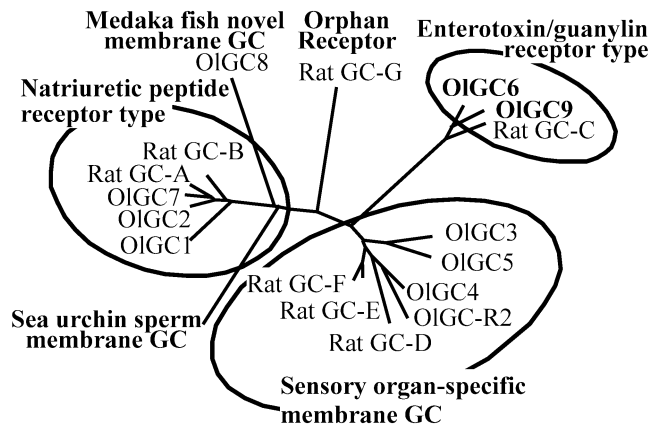 Medaka fish novel
membrane GC
OlGC8
Orphan
Receptor
Rat GC-G
Enterotoxin/guanylin
receptor type
OlGC6
OlGC9
Rat GC-C
Natriuretic peptide
receptor type
Rat GC-B
Rat GC-A
OlGC7
OlGC2
OlGC1
OlGC3
OlGC5
Rat GC-F
OlGC4
Rat GC-E
OlGC-R2
Rat GC-D
Sea urchin sperm
membrane GC
Sensory organ-specific
membrane GC